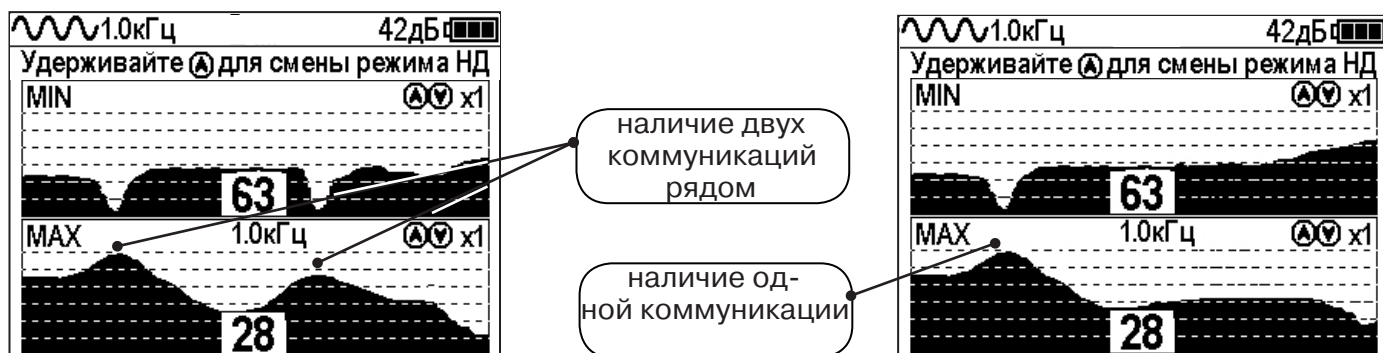 1.0кГц 42дБ
Удерживайте Ⓐ для смены режима НД
MIN x1
63
MAX 1.0кГц x1
28
наличие двух
коммуникаций
рядом
наличие од-
ной коммуникации
1.0кГц 42дБ
Удерживайте Ⓐ для смены режима НД
MIN x1
63
MAX 1.0кГц x1
28